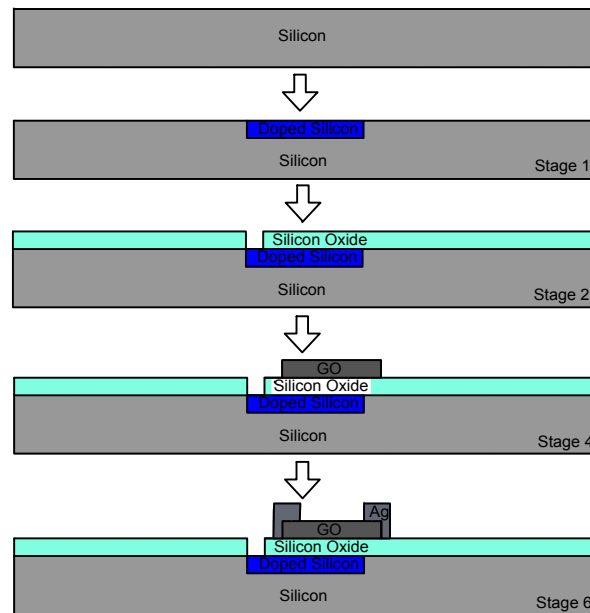 Silicon
Doped Silicon
Silicon
Stage 1
Silicon Oxide
Doped Silicon
Silicon
Stage 2
GO
Silicon Oxide
Doped Silicon
Silicon
Stage 4
Ag
GO
Silicon Oxide
Doped Silicon
Silicon
Stage 6